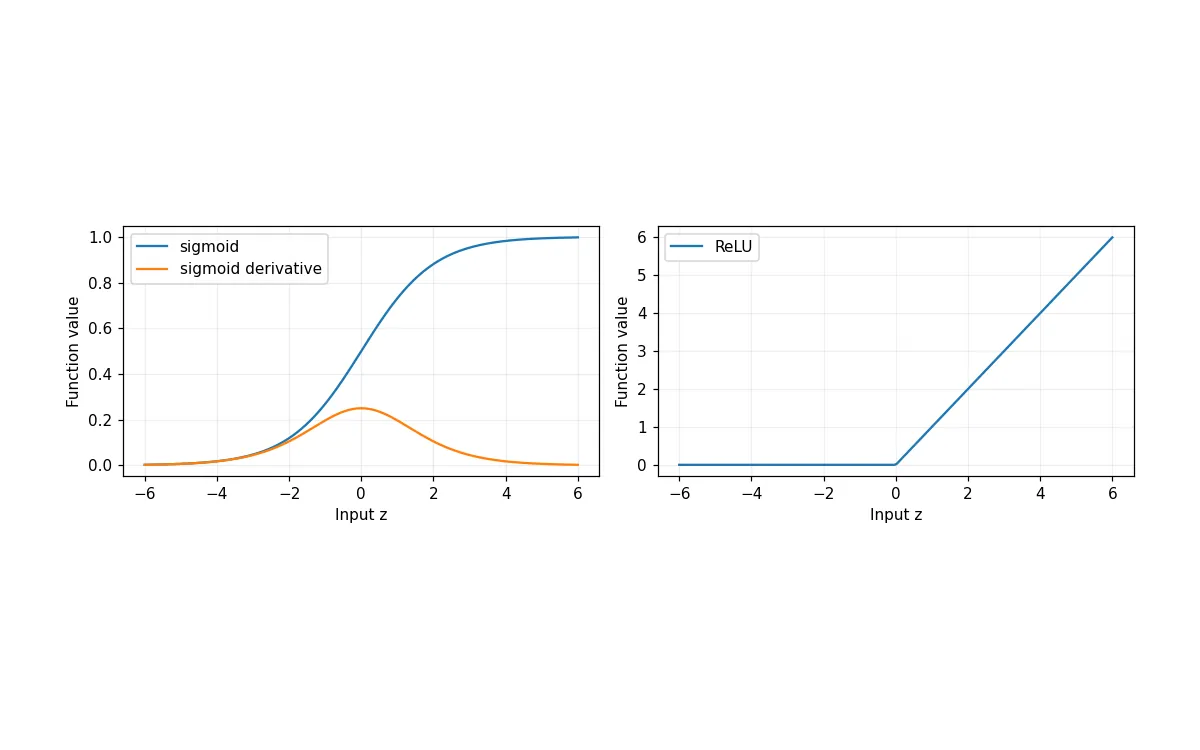 1.0
0.8
0.6
0.4
0.2
0.0
Function value
sigmoid
sigmoid derivative
−6 −4 −2 0 2 4 6
Input z
6
5
4
3
2
1
0
Function value
ReLU
−6 −4 −2 0 2 4 6
Input z